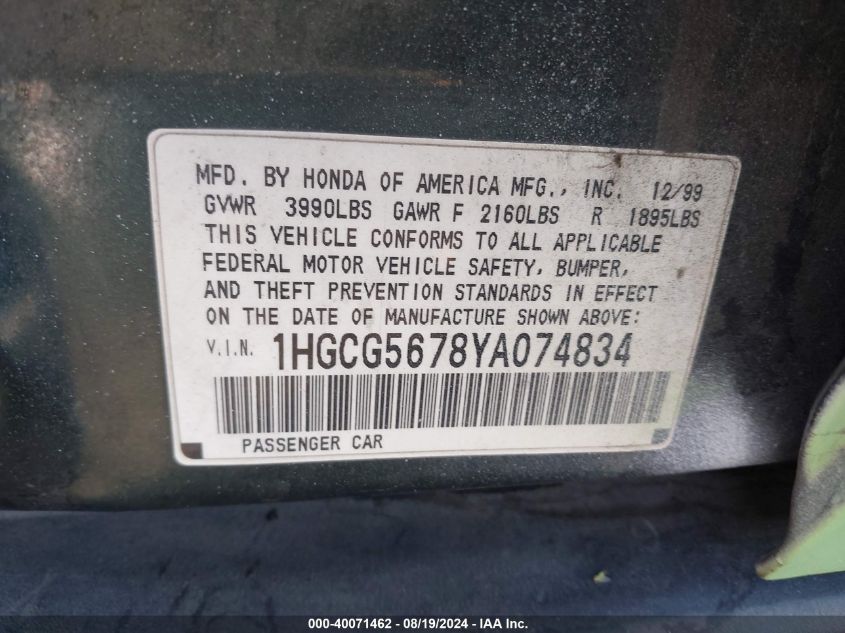 MFD. BY HONDA OF AMERICA MFG., INC. 12/99
GVWR 3990LBS GAWR F 2160LBS R 1895LBS
THIS VEHICLE CONFORMS TO ALL APPLICABLE
FEDERAL MOTOR VEHICLE SAFETY, BUMPER,
AND THEFT PREVENTION STANDARDS IN EFFECT
ON THE DATE OF MANUFACTURE SHOWN ABOVE:
V.I.N. 1HGCG5678YA074834
PASSENGER CAR
000-40071462 - 08/19/2024 - IAA Inc.